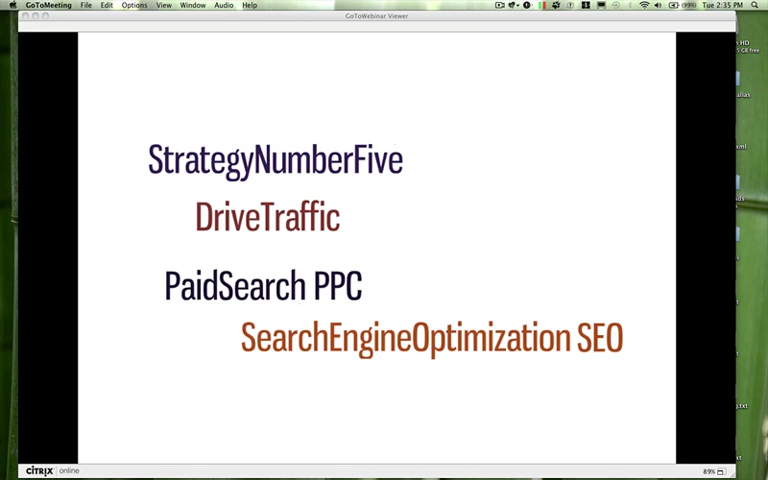 GoToMeeting File Edit Options View Window Audio Help Tue 2:35 PM
GoToWebinar Viewer
StrategyNumberFive
DriveTraffic
PaidSearch PPC
SearchEngineOptimization SEO
CITRIX online
89%